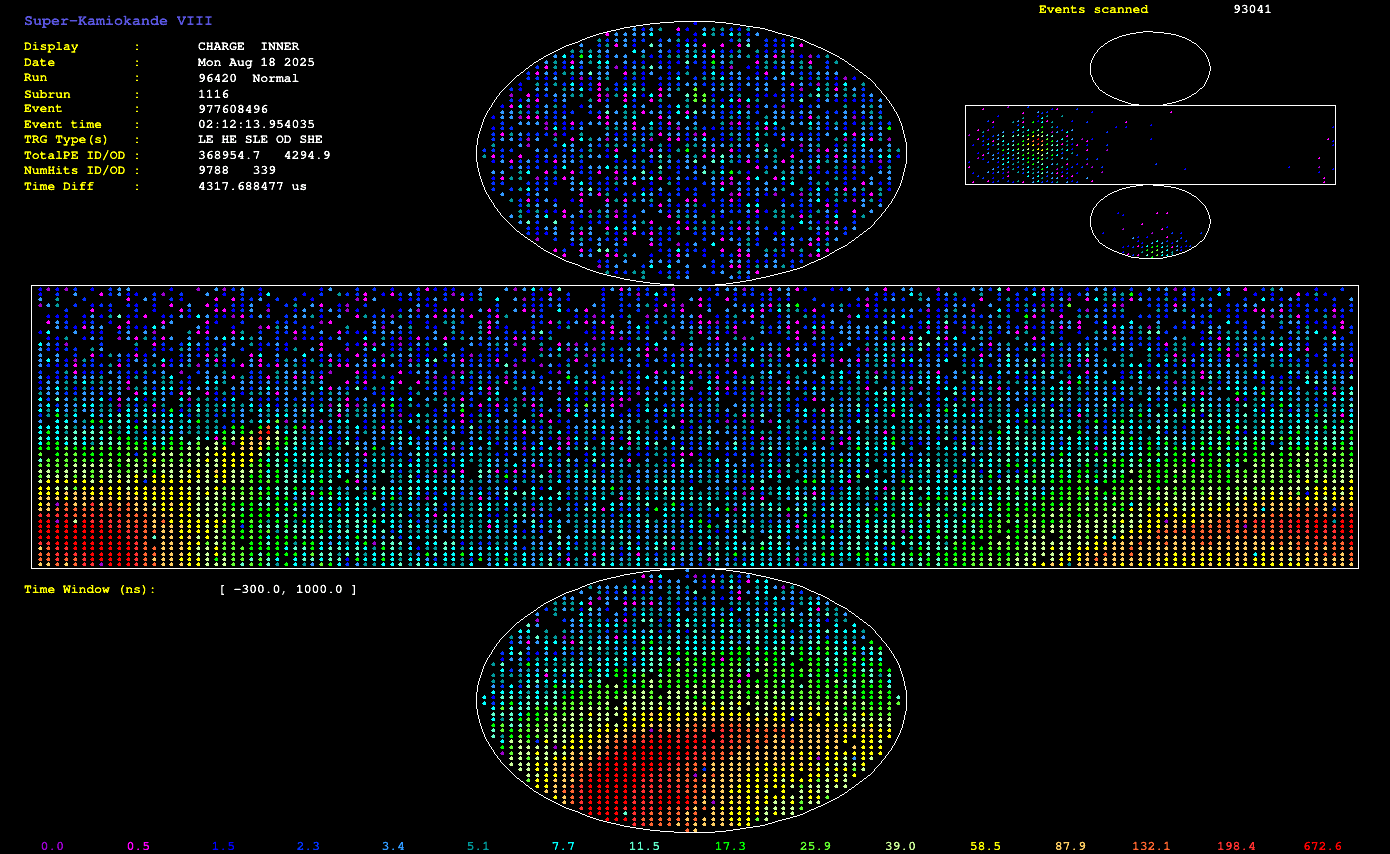 Super-Kamiokande VIII
Events scanned 93041
Display : CHARGE INNER
Date : Mon Aug 18 2025
Run : 96420 Normal
Subrun : 1116
Event : 977608496
Event time : 02:12:13.954035
TRG Type(s) : LE HE SLE OD SHE
TotalPE ID/OD : 368954.7 4294.9
NumHits ID/OD : 9788 339
Time Diff : 4317.688477 us
Time Window (ns): [ -300.0, 1000.0 ]
0.0 0.5 1.5 2.3 3.4 5.1 7.7 11.5 17.3 25.9 39.0 58.5 87.9 132.1 198.4 672.6